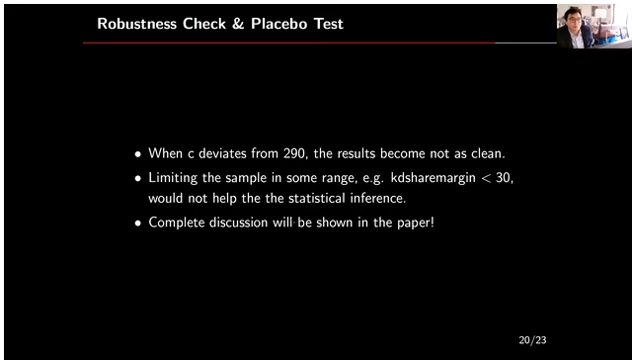 Robustness Check & Placebo Test
• When c deviates from 290, the results become not as clean.
• Limiting the sample in some range, e.g. kdsharemargin < 30,
would not help the the statistical inference.
• Complete discussion will be shown in the paper!
20/23